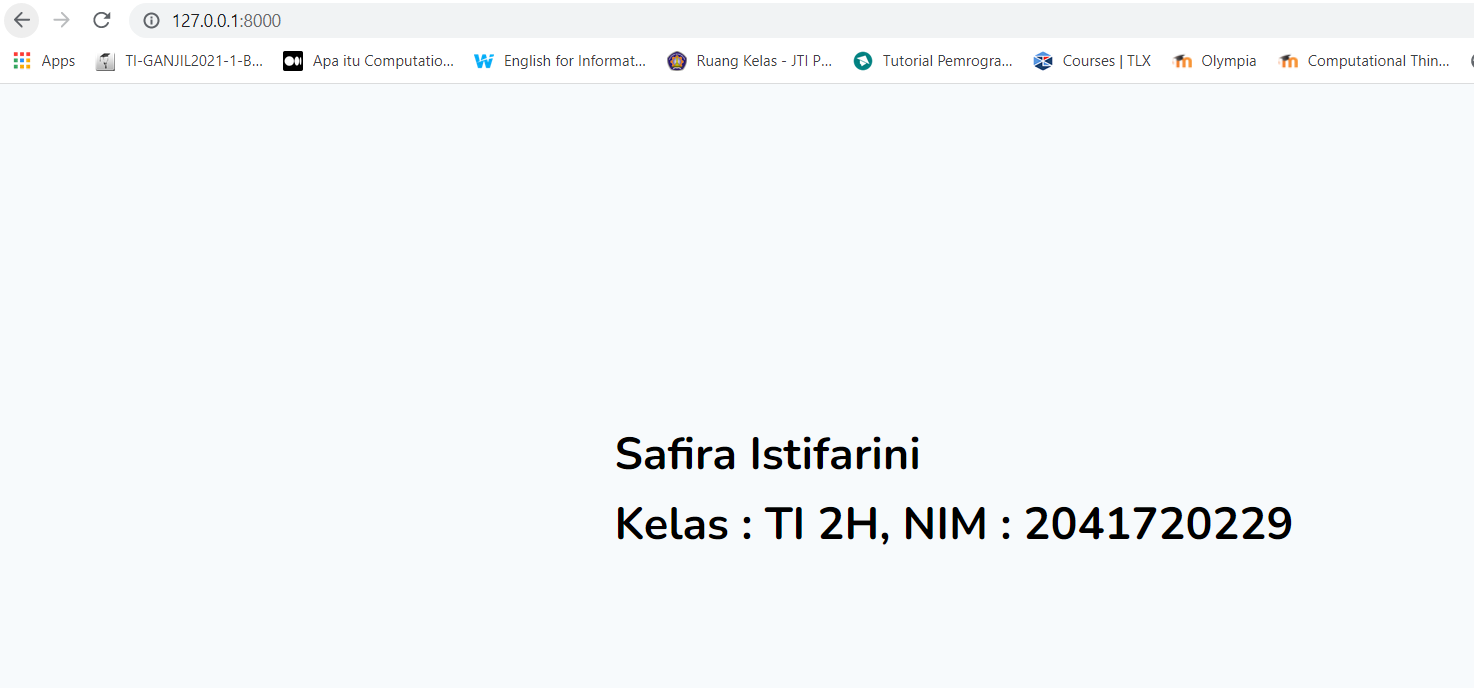 127.0.0.1:8000
Apps TI-GANJIL2021-1-B... Apa itu Computatio... English for Informat... Ruang Kelas - JTI P... Tutorial Pemrogra... Courses | TLX Olympia Computational Thin...
Safira Istifarini
Kelas : TI 2H, NIM : 2041720229